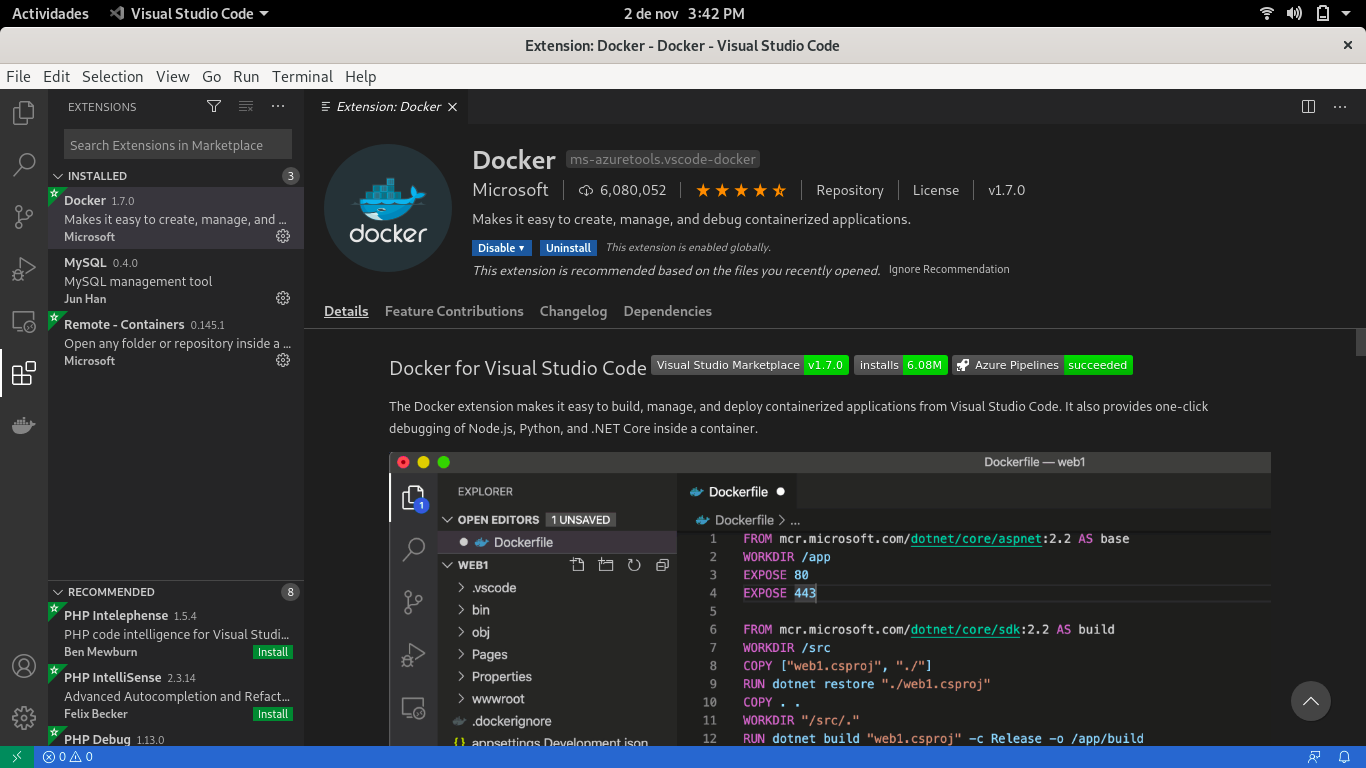 Actividades Visual Studio Code 2 de nov 3:42 PM
Extension: Docker - Docker - Visual Studio Code
File Edit Selection View Go Run Terminal Help
EXTENSIONS
Search Extensions in Marketplace
INSTALLED 3
Docker 1.7.0
Makes it easy to create, manage, and ...
Microsoft
MySQL 0.4.0
MySQL management tool
Jun Han
Remote - Containers 0.145.1
Open any folder or repository inside a ...
Microsoft
RECOMMENDED 8
PHP Intelephense 1.5.4
PHP code intelligence for Visual Studi...
Ben Mewburn Install
PHP IntelliSense 2.3.14
Advanced Autocompletion and Refact...
Felix Becker Install
PHP Debug 1.13.0
Extension: Docker
docker
Docker ms-azuretools.vscode-docker
Microsoft 6,080,052 Repository License v1.7.0
Makes it easy to create, manage, and debug containerized applications.
Disable Uninstall This extension is enabled globally.
This extension is recommended based on the files you recently opened. Ignore Recommendation
Details Feature Contributions Changelog Dependencies
Docker for Visual Studio Code Visual Studio Marketplace v1.7.0 installs 6.08M Azure Pipelines succeeded
The Docker extension makes it easy to build, manage, and deploy containerized applications from Visual Studio Code. It also provides one-click
debugging of Node.js, Python, and .NET Core inside a container.
Dockerfile — web1
1
EXPLORER
OPEN EDITORS 1 UNSAVED
Dockerfile
WEB1
.vscode
bin
obj
Pages
Properties
wwwroot
.dockerignore
{} appsettings.Development.json
Dockerfile
Dockerfile > ...
1 FROM mcr.microsoft.com/dotnet/core/aspnet:2.2 AS base
2 WORKDIR /app
3 EXPOSE 80
4 EXPOSE 443
5
6 FROM mcr.microsoft.com/dotnet/core/sdk:2.2 AS build
7 WORKDIR /src
8 COPY ["web1.csproj", "./"]
9 RUN dotnet restore "./web1.csproj"
10 COPY . .
11 WORKDIR "/src/."
12 RUN dotnet build "web1.csproj" -c Release -o /app/build
0 0